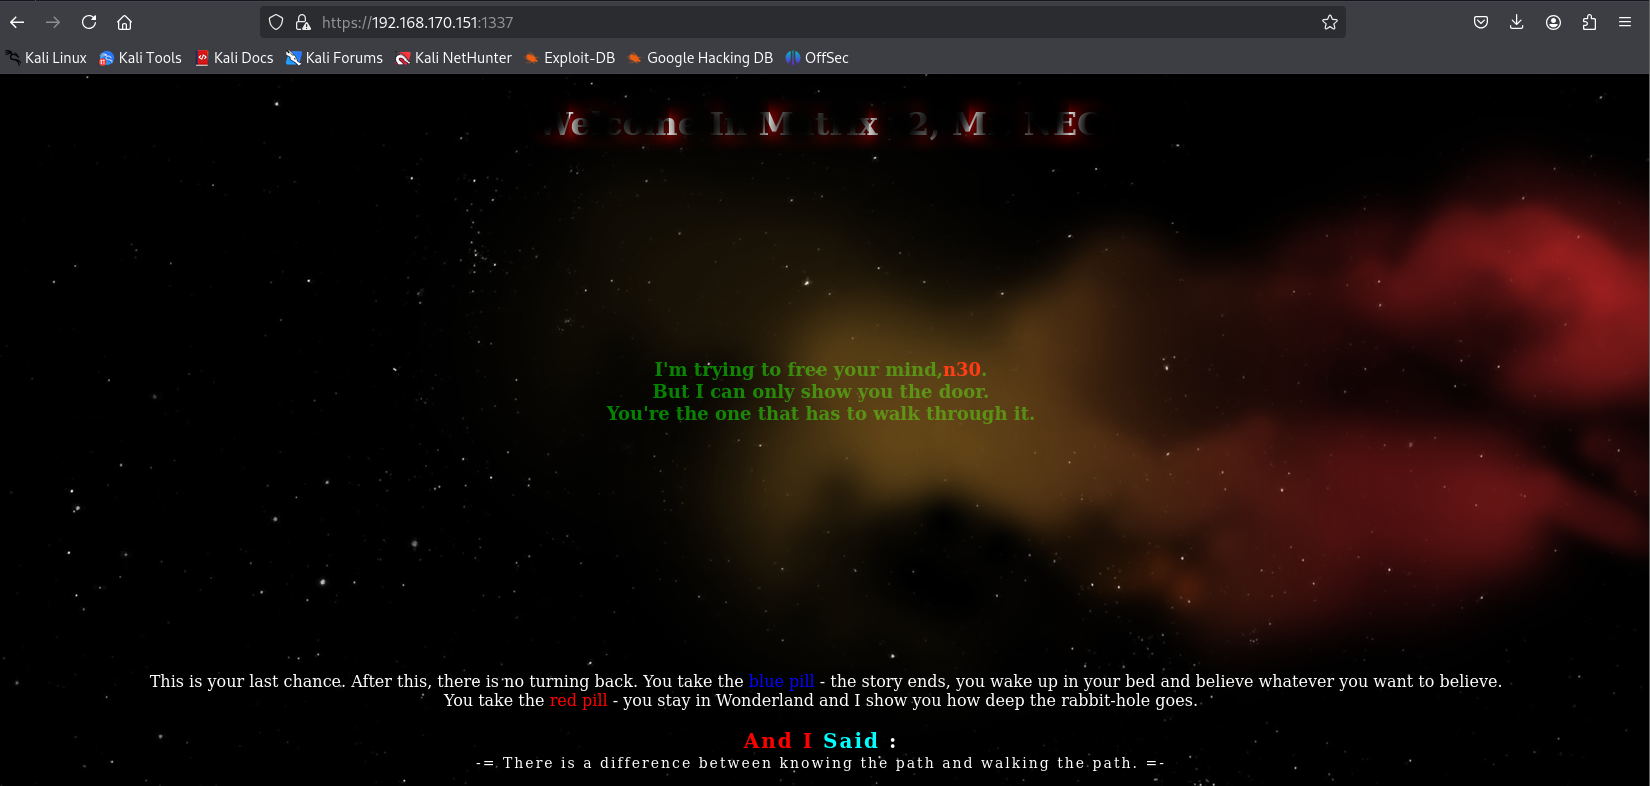 https://192.168.170.151:1337
Kali Linux Kali Tools Kali Docs Kali Forums Kali NetHunter Exploit-DB Google Hacking DB OffSec
Welcome In Matrix
I'm trying to free your mind,n30.
But I can only show you the door.
You're the one that has to walk through it.
This is your last chance. After this, there is no turning back. You take the blue pill - the story ends, you wake up in your bed and believe whatever you want to believe.
You take the red pill - you stay in Wonderland and I show you how deep the rabbit-hole goes.
And I Said :
-= There is a difference between knowing the path and walking the path. =-